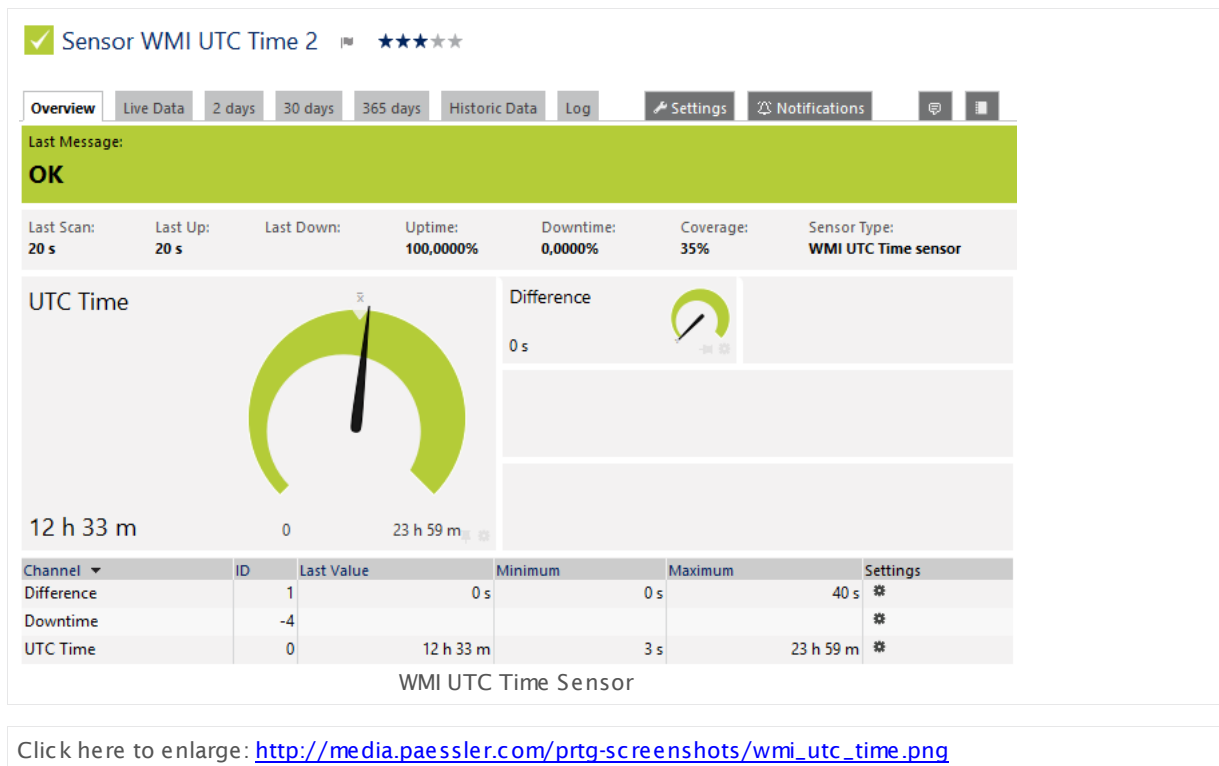 Sensor WMI UTC Time 2
Overview Live Data 2 days 30 days 365 days Historic Data Log Settings Notifications
Last Message:
OK
Last Scan: Last Up: Last Down: Uptime: Downtime: Coverage: Sensor Type:
20 s 20 s 100,0000% 0,0000% 35% WMI UTC Time sensor
UTC Time
x̄
Difference
0 s
12 h 33 m 0 23 h 59 m
Channel ID Last Value Minimum Maximum Settings
Difference 1 0 s 0 s 40 s
Downtime -4
UTC Time 0 12 h 33 m 3 s 23 h 59 m
WMI UTC Time Sensor
Click here to enlarge: http://media.paessler.com/prtg-screenshots/wmi_utc_time.png